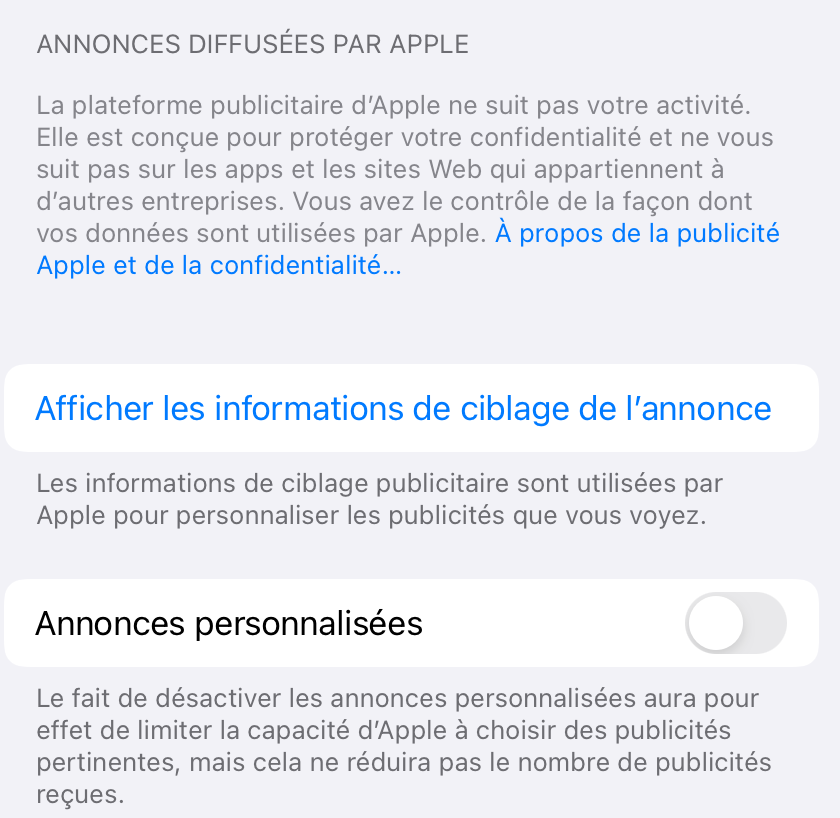 ANNONCES DIFFUSÉES PAR APPLE
La plateforme publicitaire d’Apple ne suit pas votre activité.
Elle est conçue pour protéger votre confidentialité et ne vous
suit pas sur les apps et les sites Web qui appartiennent à
d’autres entreprises. Vous avez le contrôle de la façon dont
vos données sont utilisées par Apple. À propos de la publicité
Apple et de la confidentialité...
Afficher les informations de ciblage de l’annonce
Les informations de ciblage publicitaire sont utilisées par
Apple pour personnaliser les publicités que vous voyez.
Annonces personnalisées
Le fait de désactiver les annonces personnalisées aura pour
effet de limiter la capacité d’Apple à choisir des publicités
pertinentes, mais cela ne réduira pas le nombre de publicités
reçues.